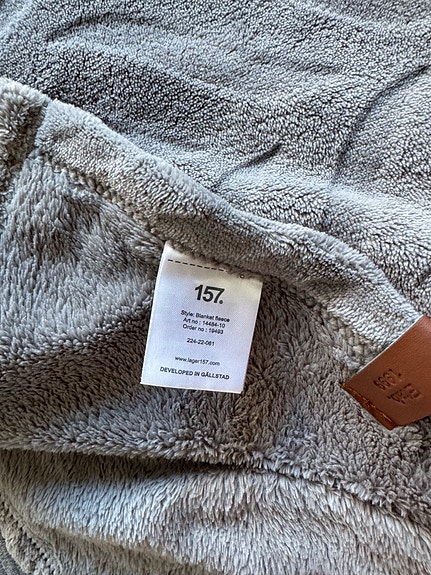 157.
Style: Blanket fleece
Art no : 14484-10
Order no : 19493
224-22-081
www.lager157.com
DEVELOPED IN GÄLLSTAD